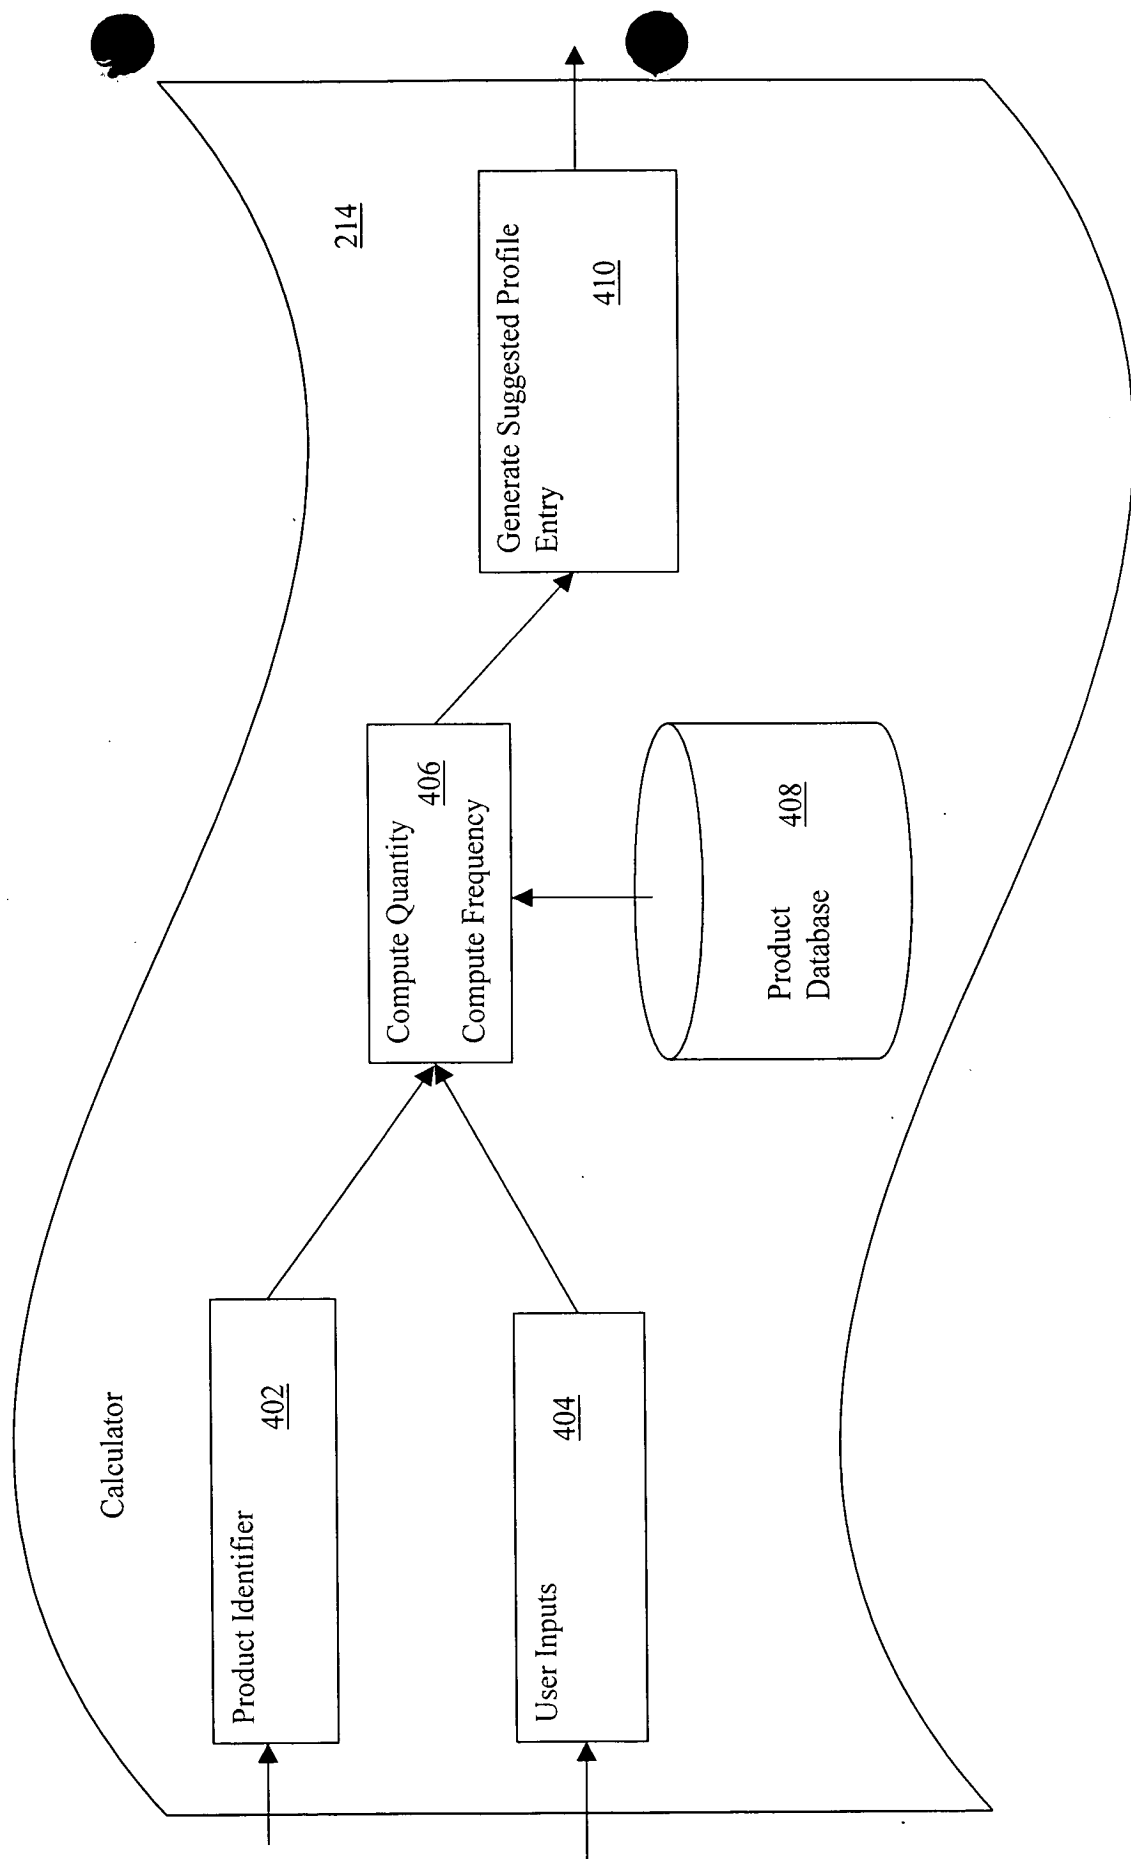 Calculator
214
Product Identifier
402
User Inputs
404
Compute Quantity
406
Compute Frequency
Product
Database
408
Generate Suggested Profile
Entry
410